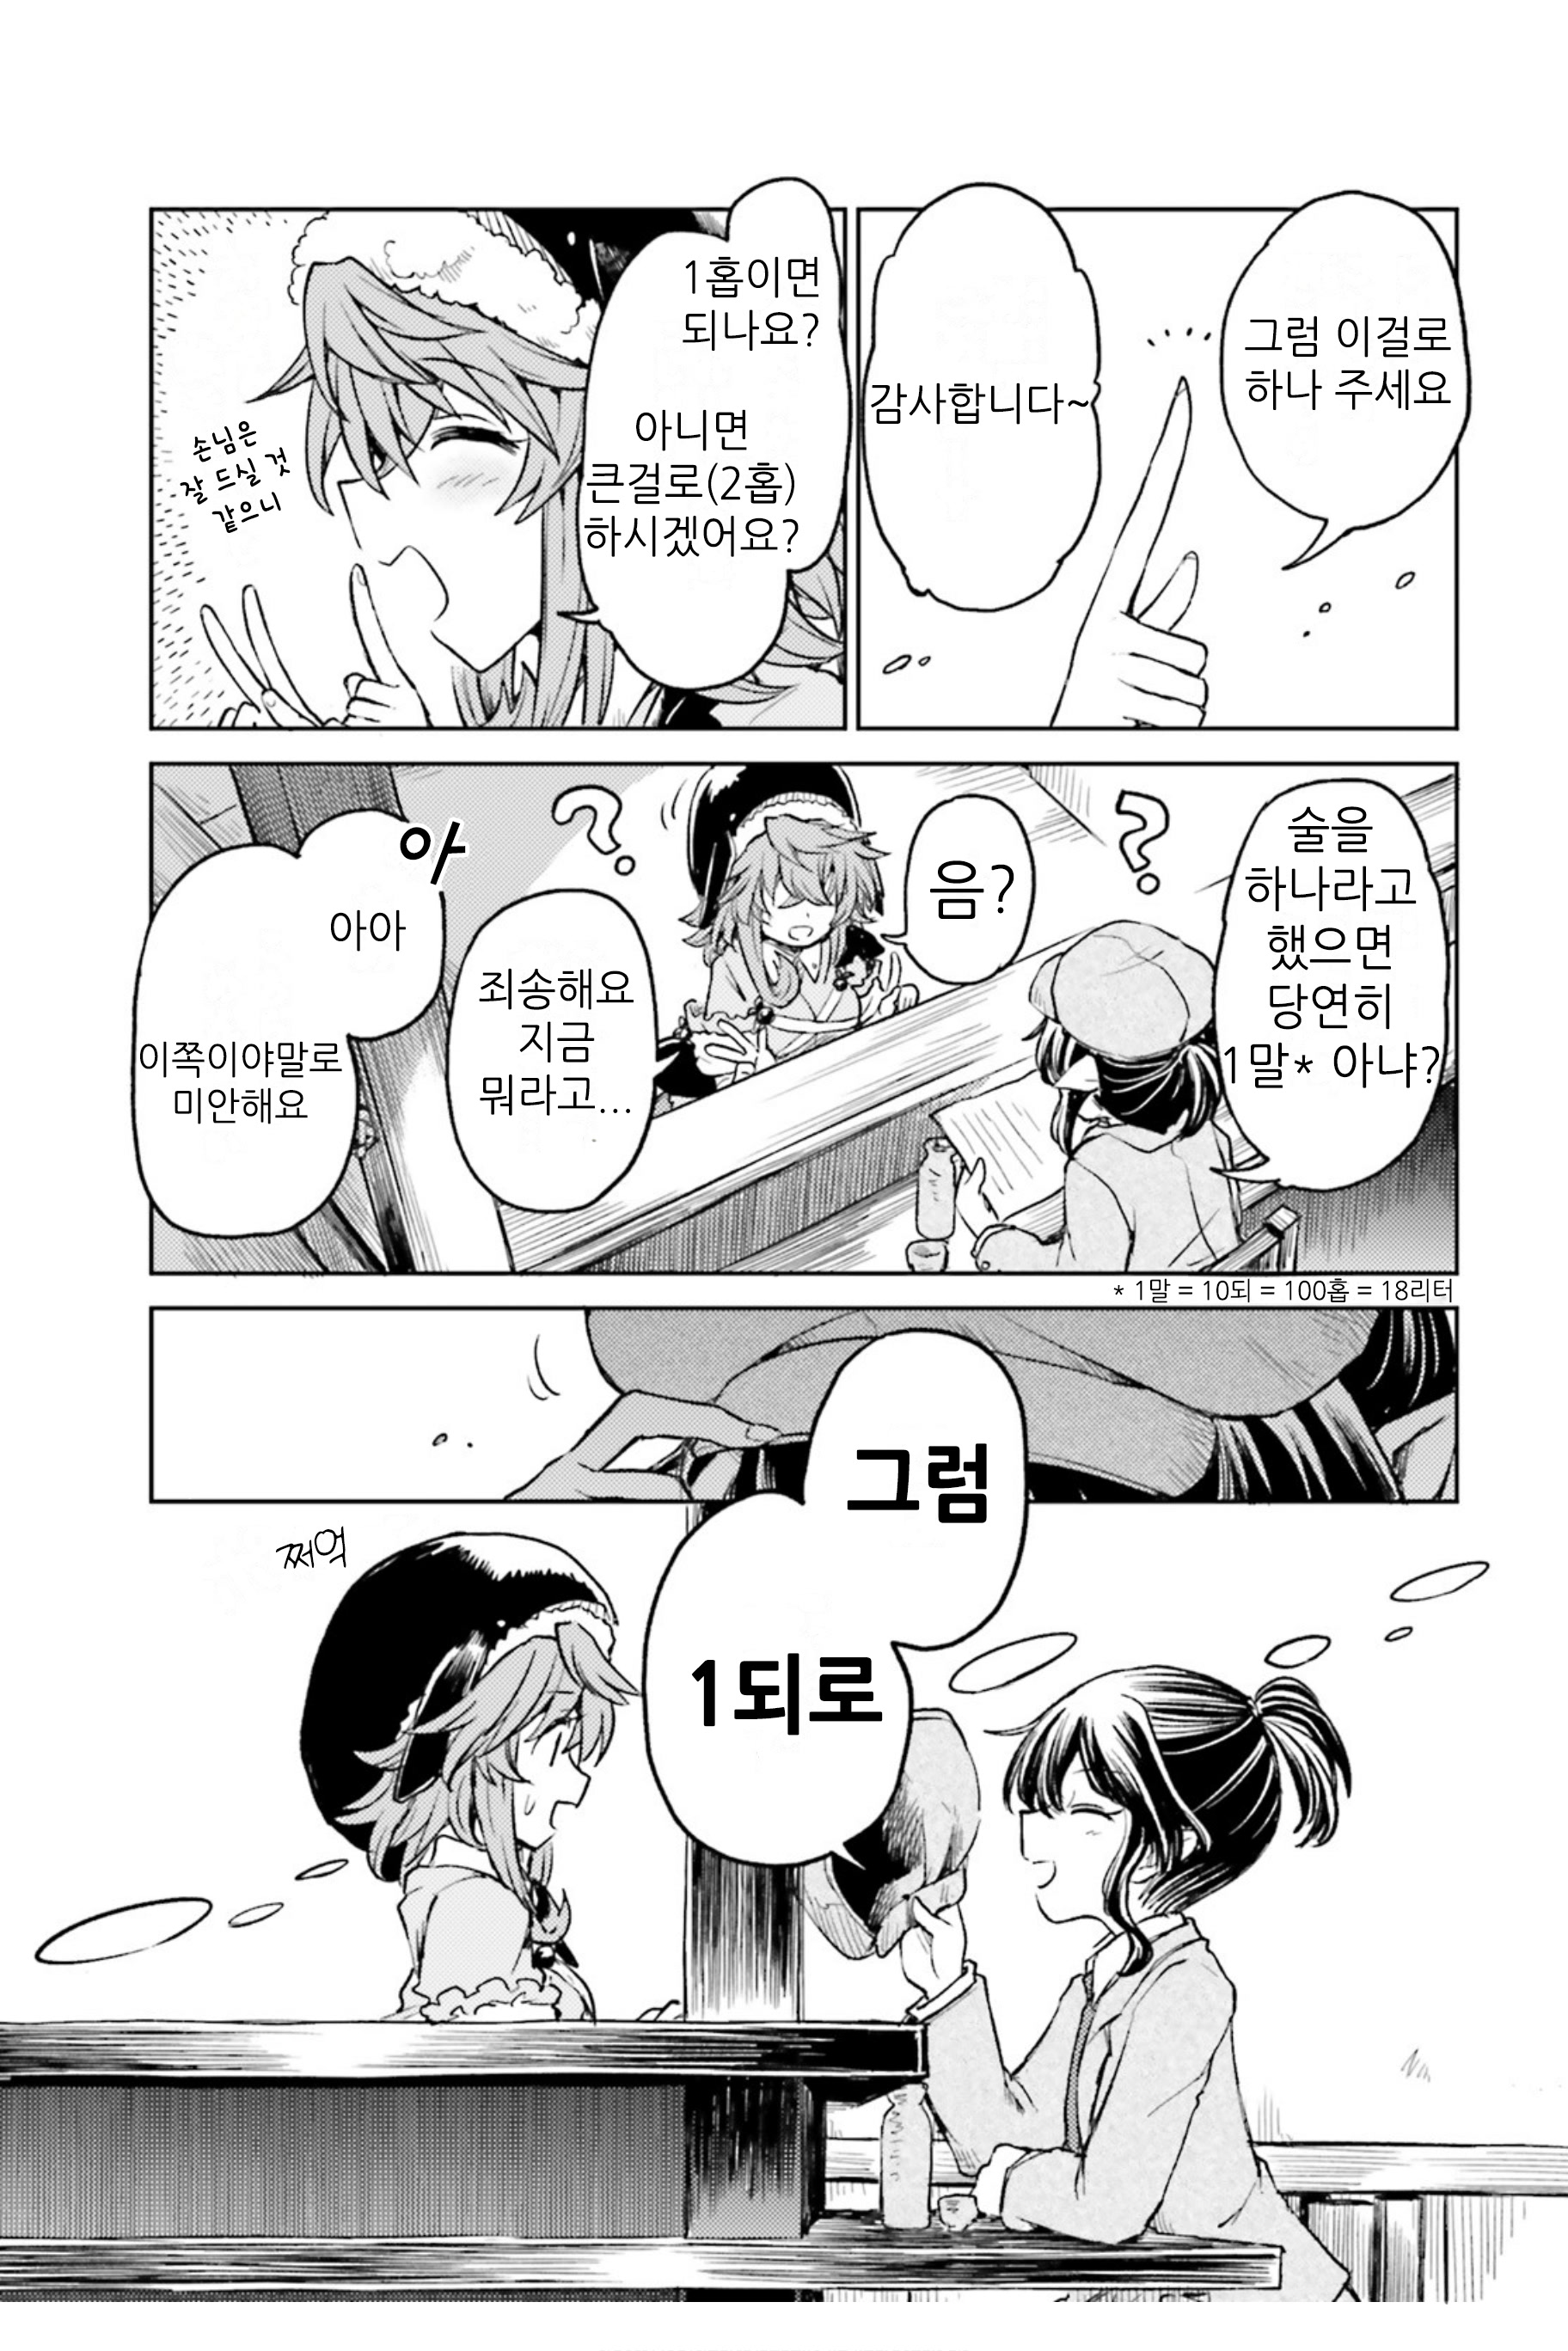 그럼 이걸로
하나 주세요
감사합니다~
1홉이면
되나요?
아니면
큰걸로(2홉)
하시겠어요?
손님은
잘 드실 것
같으니
술을
하나라고
했으면
당연히
1말* 아냐?
?
음?
?
죄송해요
지금
뭐라고...
아
아아
이쪽이야말로
미안해요
* 1말 = 10되 = 100홉 = 18리터
그럼
1되로
쩌억